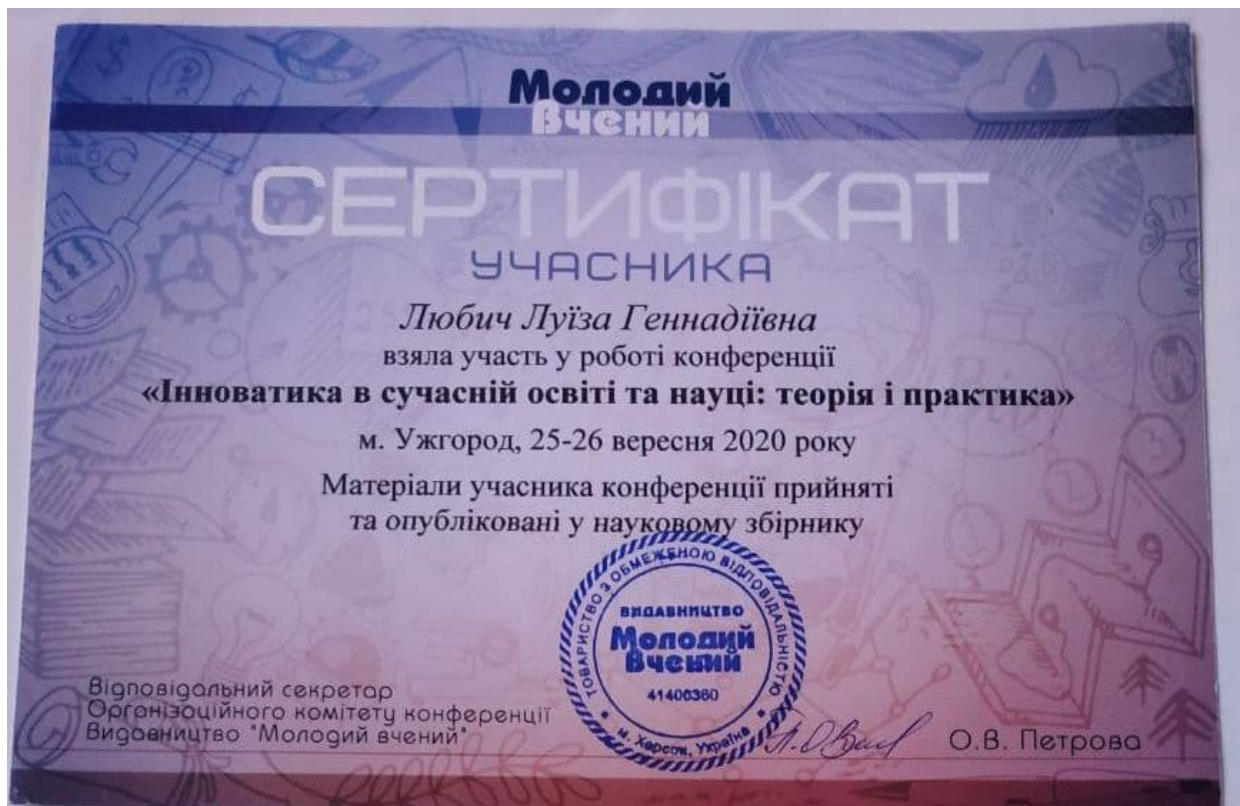 Молодий
Вчений
СЕРТИФІКАТ
УЧАСНИКА
Любич Луїза Геннадіївна
взяла участь у роботі конференції
«Інноватика в сучасній освіті та науці: теорія і практика»
м. Ужгород, 25-26 вересня 2020 року
Матеріали учасника конференції прийняті
та опубліковані у науковому збірнику
ТОВАРИСТВО З ОБМЕЖЕНОЮ ВІДПОВІДАЛЬНІСТЮ
ВИДАВНИЦТВО
Молодий
Вчений
41400360
м. Херсон, Україна
Відповідальний секретар
Організаційного комітету конференції
Видавництво "Молодий вчений"
О.В. Петрова